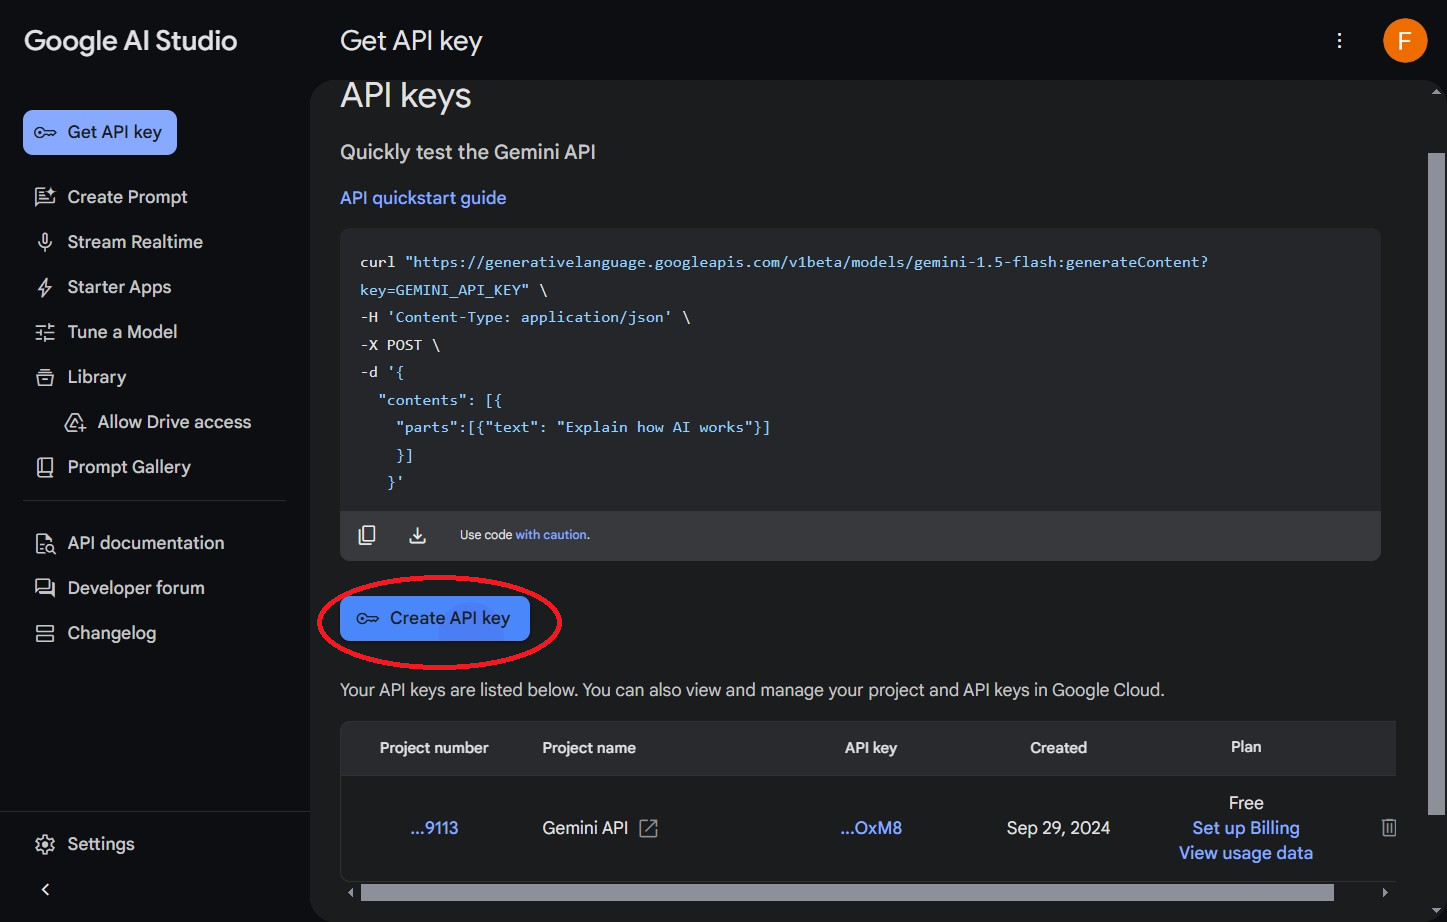 Google AI Studio
Get API key
F
Get API key
Create Prompt
Stream Realtime
Starter Apps
Tune a Model
Library
Allow Drive access
Prompt Gallery
API documentation
Developer forum
Changelog
Settings
API keys
Quickly test the Gemini API
API quickstart guide
curl "https://generativelanguage.googleapis.com/v1beta/models/gemini-1.5-flash:generateContent?
key=GEMINI_API_KEY" \
-H 'Content-Type: application/json' \
-X POST \
-d '{
"contents": [{
"parts":[{"text": "Explain how AI works"}]
}]
}'
Use code with caution.
Create API key
Your API keys are listed below. You can also view and manage your project and API keys in Google Cloud.
Project number Project name API key Created Plan
...9113 Gemini API ...OxM8 Sep 29, 2024 Free
Set up Billing
View usage data